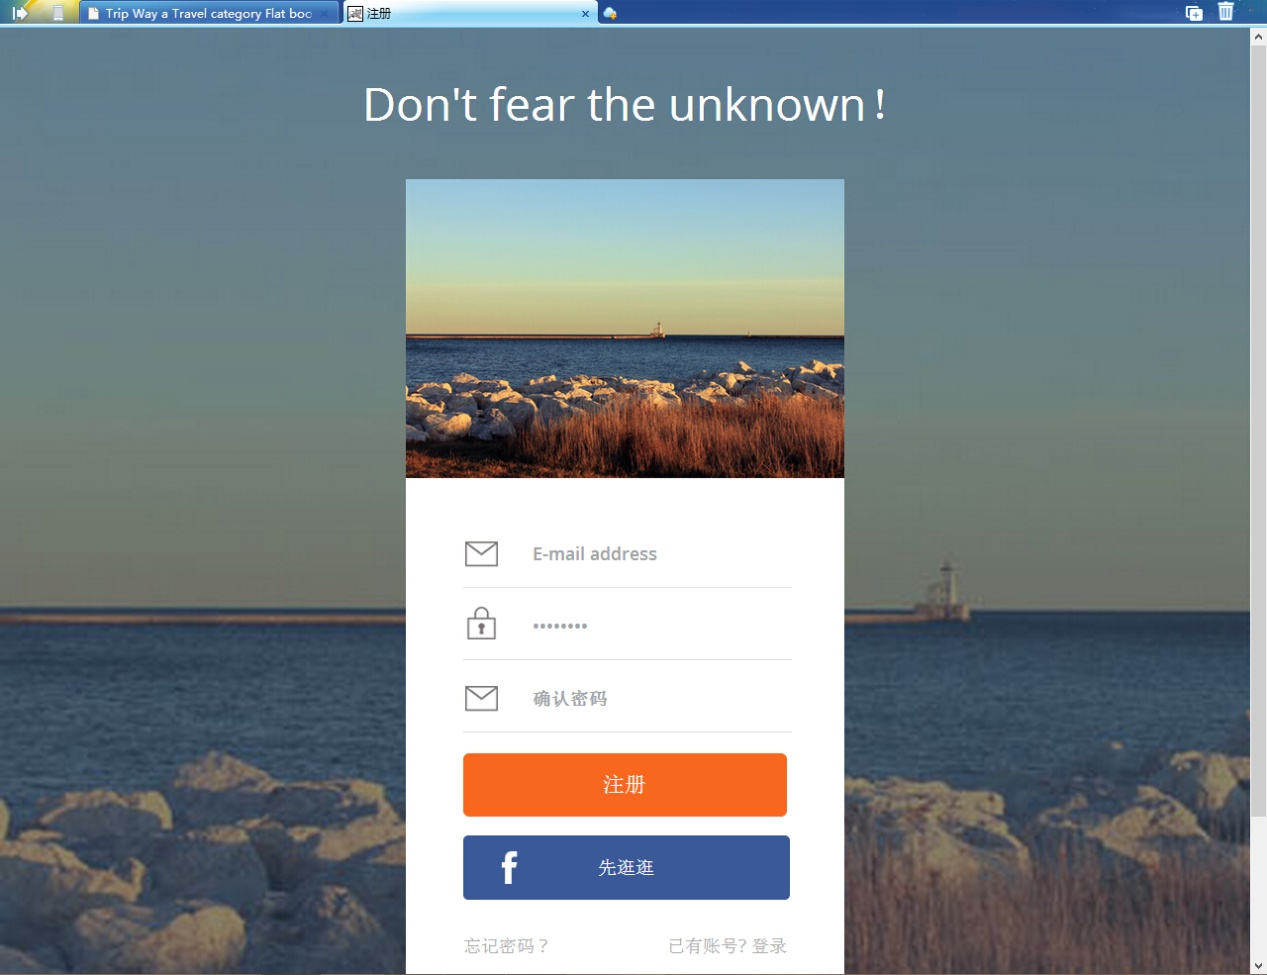 Trip Way a Travel category Flat boo
注册
Don't fear the unknown！
E-mail address
••••••••
确认密码
注册
f 先逛逛
忘记密码？
已有账号? 登录